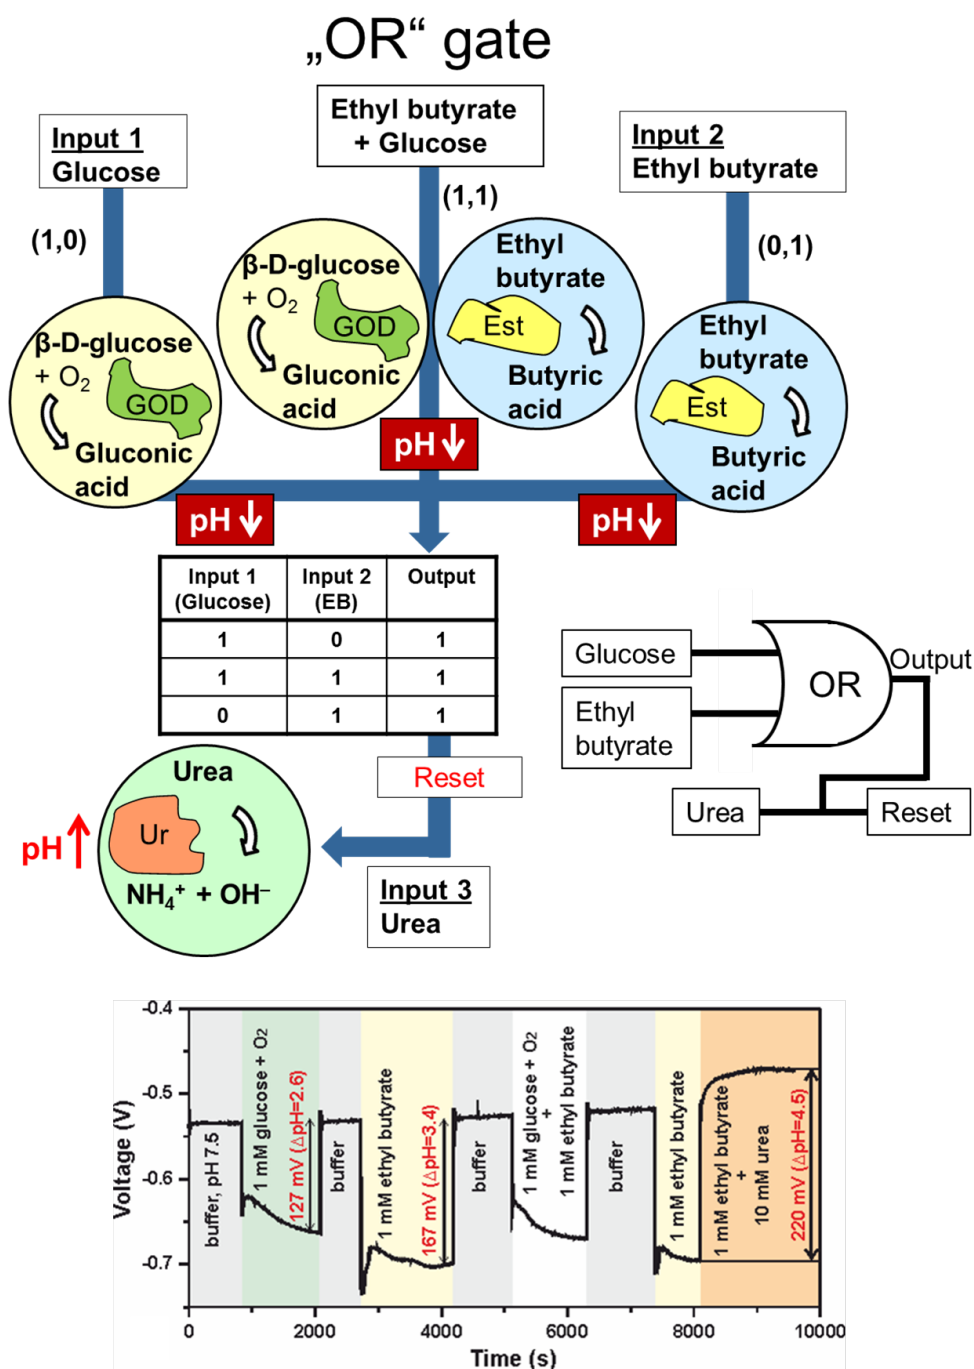 „OR“ gate
Input 1
Glucose
Ethyl butyrate
+ Glucose
Input 2
Ethyl butyrate
(1,0)
(1,1)
(0,1)
β-D-glucose
+ O₂
GOD
Gluconic
acid
Ethyl
butyrate
Est
Butyric
acid
β-D-glucose
+ O₂
GOD
Gluconic
acid
Ethyl
butyrate
Est
Butyric
acid
pH ↓
pH ↓
pH ↓
Input 1 (Glucose) Input 2 (EB) Output
1 0 1
1 1 1
0 1 1
Glucose
Ethyl
butyrate
OR
Output
Urea
Reset
Reset
Urea
Ur
NH₄⁺ + OH⁻
pH ↑
Input 3
Urea
Voltage (V)
-0.4
-0.5
-0.6
-0.7
buffer, pH 7.5
1 mM glucose + O2
127 mV (ΔpH=2.6)
buffer
1 mM ethyl butyrate
167 mV (ΔpH=3.4)
buffer
1 mM glucose + O2
+
1 mM ethyl butyrate
buffer
1 mM ethyl butyrate
1 mM ethyl butyrate
+
10 mM urea
220 mV (ΔpH=4.5)
0 2000 4000 6000 8000 10000
Time (s)